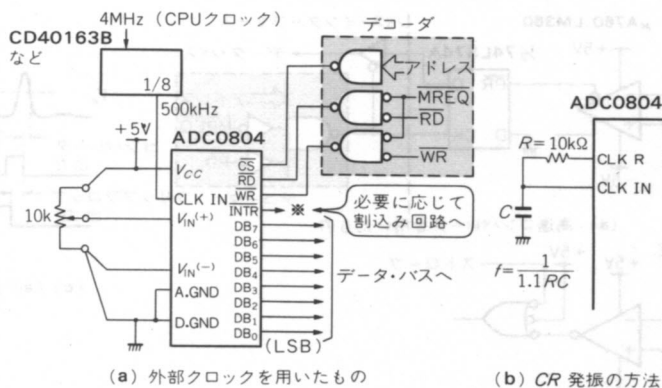 4MHz (CPUクロック)
CD40163B
など
1/8
500kHz
+5V
ADC0804
VCC
CLK IN
VIN(+)
VIN(−)
A.GND
D.GND
10k
CS
RD
WR
INTR
DB7
DB6
DB5
DB4
DB3
DB2
DB1
DB0
(LSB)
デコーダ
アドレス
MREQ
RD
WR
※
必要に応じて
割込み回路へ
データ・バスへ
(a) 外部クロックを用いたもの
ADC0804
R=10kΩ
CLK R
CLK IN
C
f=1/1.1RC
(b) CR 発振の方法